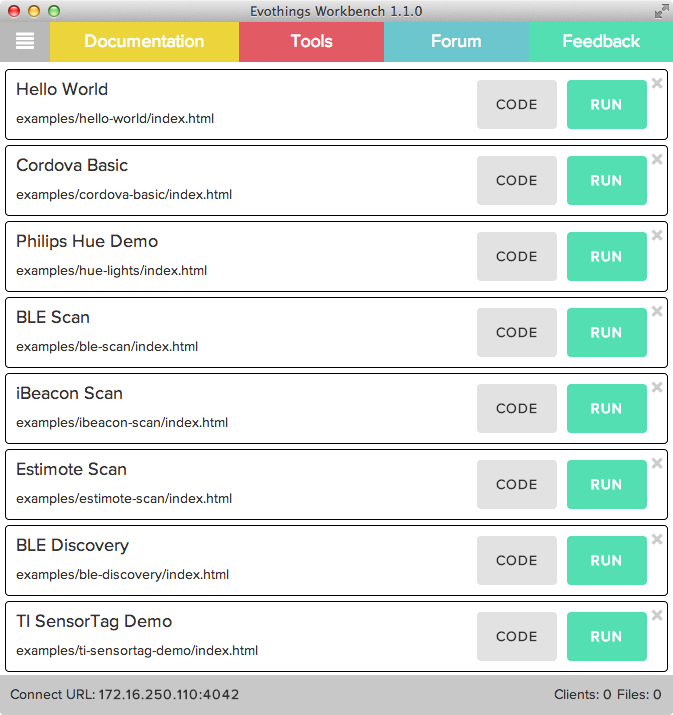 Evothings Workbench 1.1.0
Documentation Tools Forum Feedback
Hello World
examples/hello-world/index.html
CODE RUN
Cordova Basic
examples/cordova-basic/index.html
CODE RUN
Philips Hue Demo
examples/hue-lights/index.html
CODE RUN
BLE Scan
examples/ble-scan/index.html
CODE RUN
iBeacon Scan
examples/ibeacon-scan/index.html
CODE RUN
Estimote Scan
examples/estimote-scan/index.html
CODE RUN
BLE Discovery
examples/ble-discovery/index.html
CODE RUN
TI SensorTag Demo
examples/ti-sensortag-demo/index.html
CODE RUN
Connect URL: 172.16.250.110:4042 Clients: 0 Files: 0